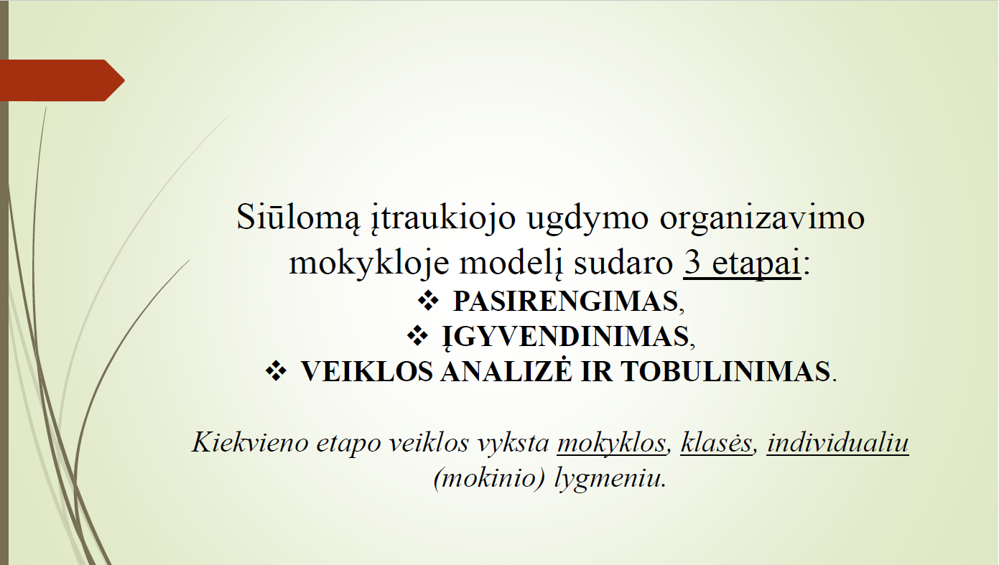 Siūlomą įtraukiojo ugdymo organizavimo
mokykloje modelį sudaro 3 etapai:
❖ PASIRENGIMAS,
❖ ĮGYVENDINIMAS,
❖ VEIKLOS ANALIZĖ IR TOBULINIMAS.
Kiekvieno etapo veiklos vyksta mokyklos, klasės, individualiu
(mokinio) lygmeniu.